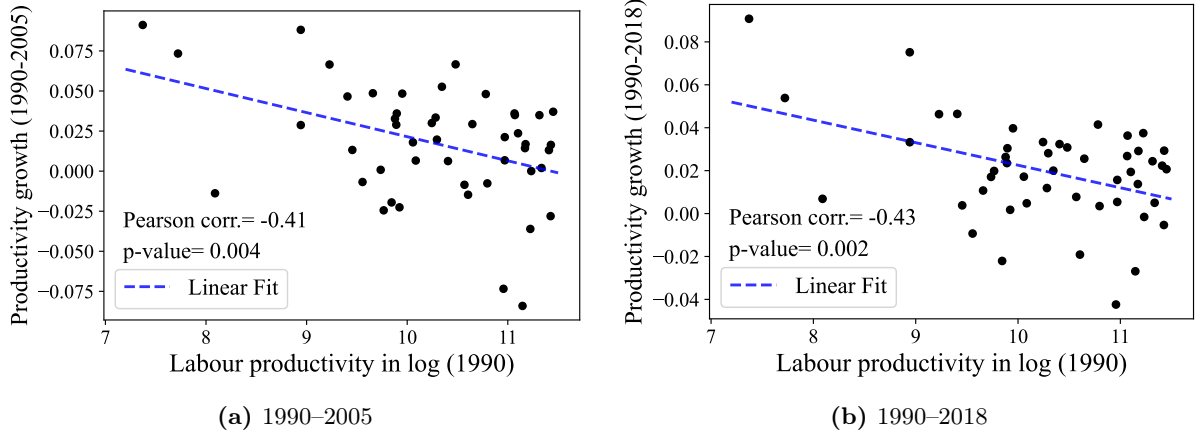 Productivity growth (1990-2005)
0.075
0.050
0.025
0.000
−0.025
−0.050
−0.075
Pearson corr.= -0.41
p-value= 0.004
Linear Fit
7 8 9 10 11
Labour productivity in log (1990)
(a) 1990–2005
Productivity growth (1990-2018)
0.08
0.06
0.04
0.02
0.00
−0.02
−0.04
Pearson corr.= -0.43
p-value= 0.002
Linear Fit
7 8 9 10 11
Labour productivity in log (1990)
(b) 1990–2018